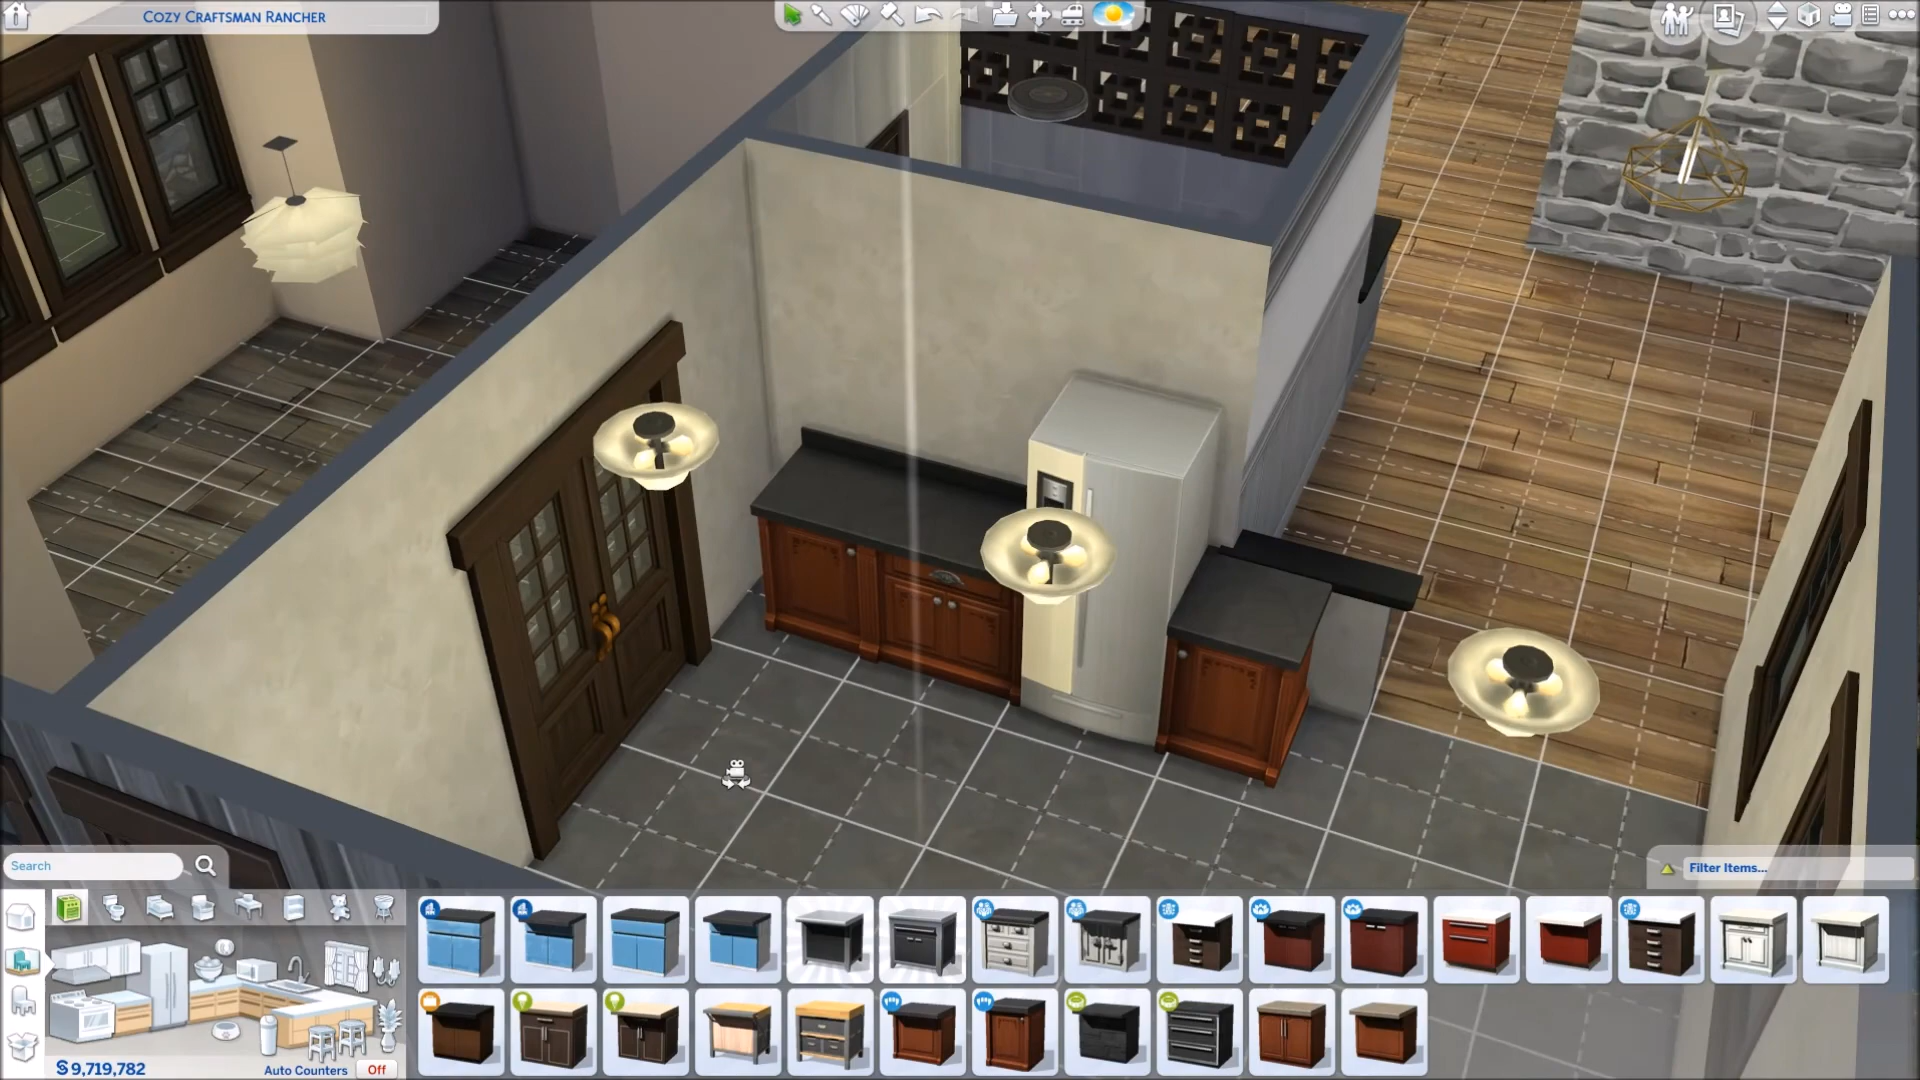 Cozy Craftsman Rancher
Search
Filter Items...
§9,719,782
Auto Counters Off